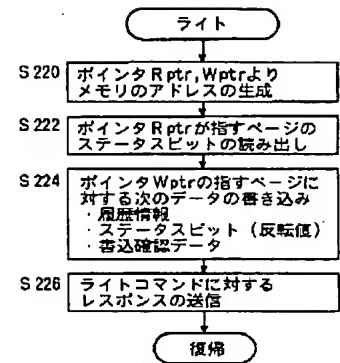 ライト
S220
ポインタRptr,Wptrより
メモリのアドレスの生成
S222
ポインタRptrが指すページの
ステータスビットの読み出し
S224
ポインタWptrの指すページに
対する次のデータの書き込み
・履歴情報
・ステータスビット（反転値）
・書込確認データ
S226
ライトコマンドに対する
レスポンスの送信
復帰